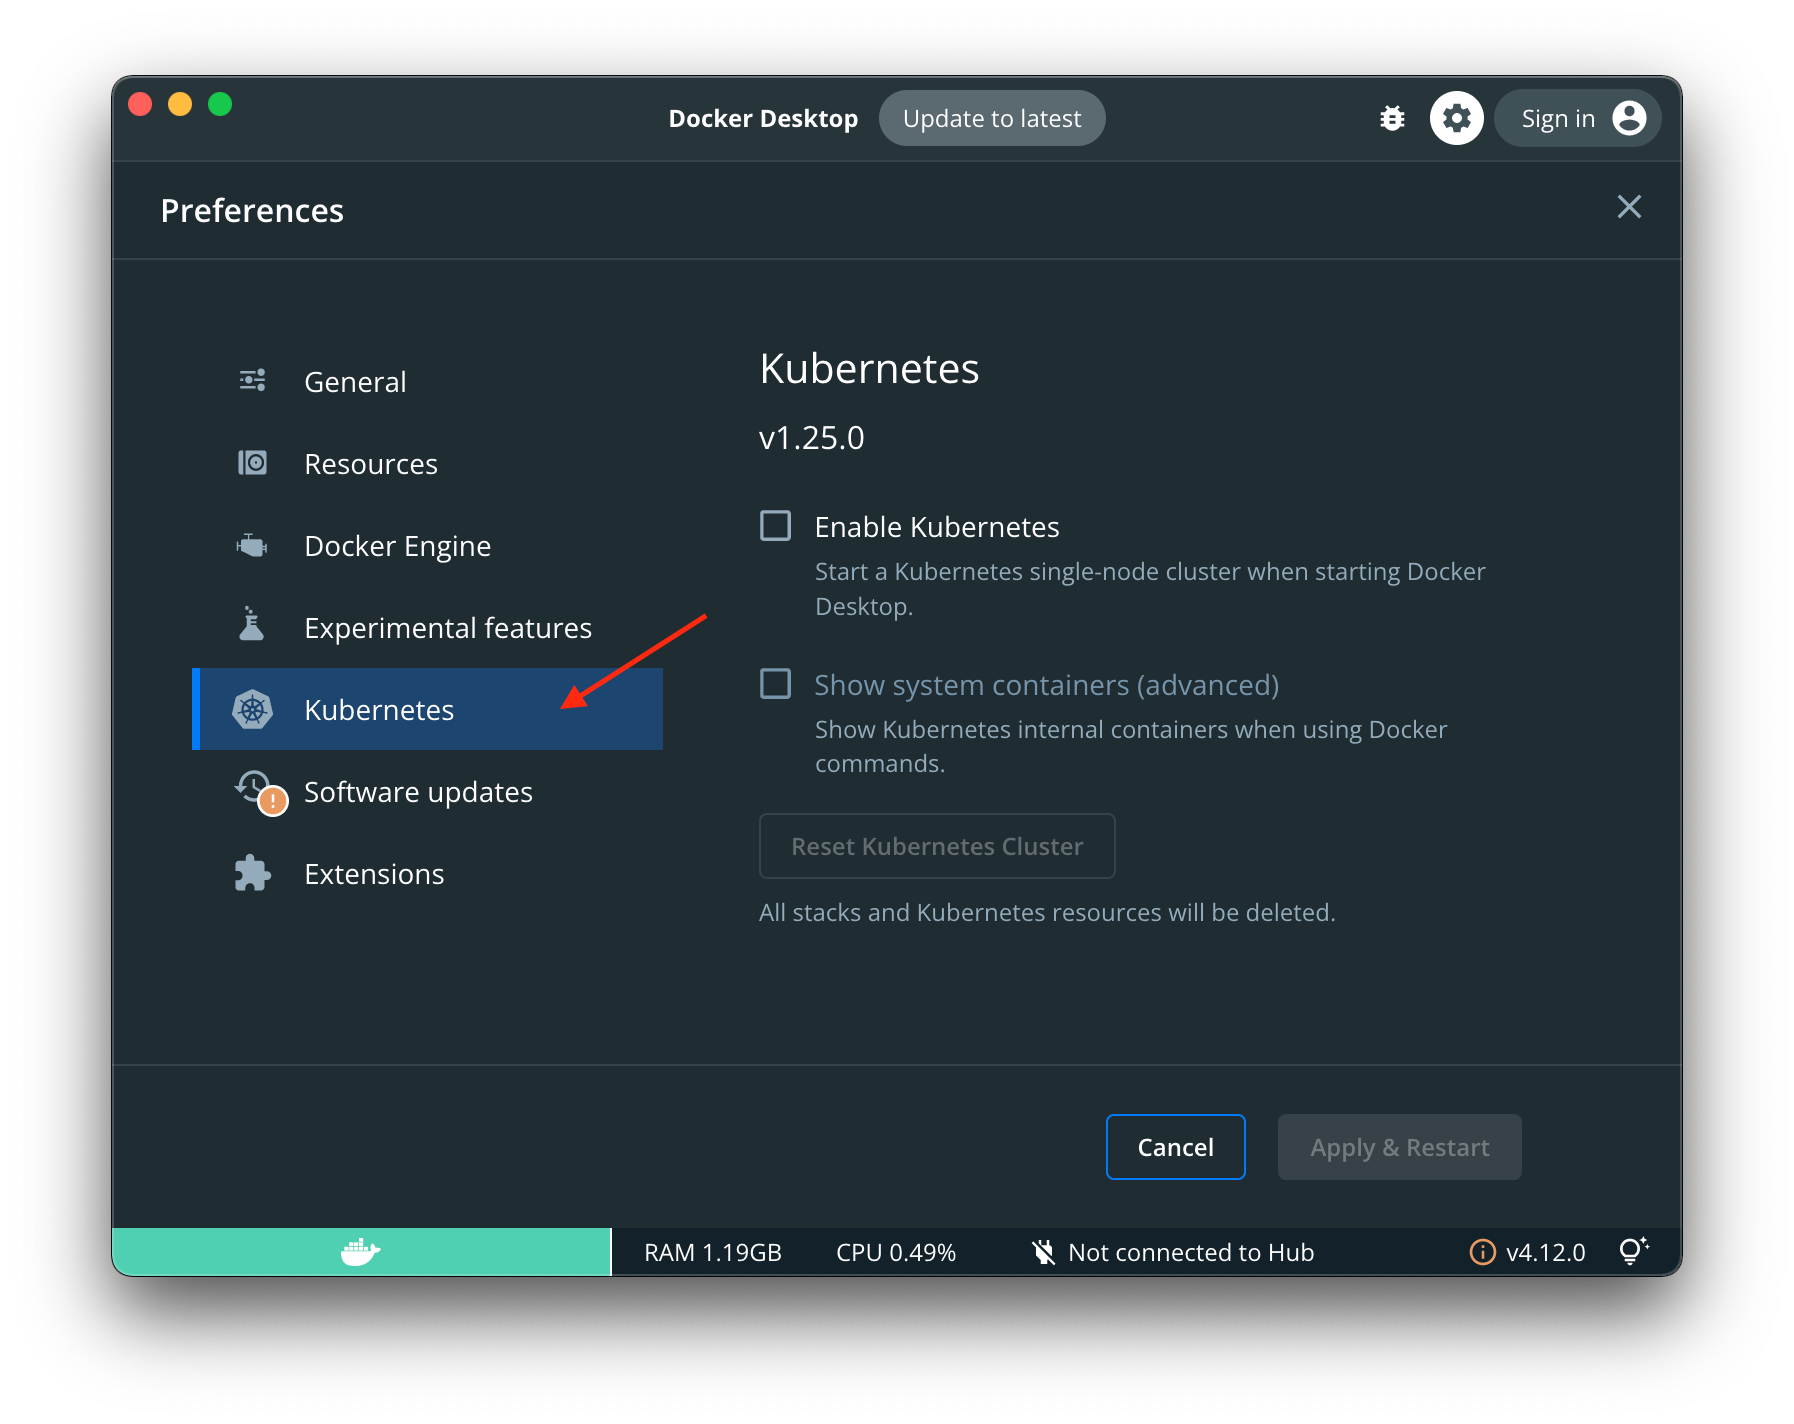 Docker Desktop
Update to latest
Sign in
Preferences
General
Resources
Docker Engine
Experimental features
Kubernetes
Software updates
Extensions
Kubernetes
v1.25.0
Enable Kubernetes
Start a Kubernetes single-node cluster when starting Docker
Desktop.
Show system containers (advanced)
Show Kubernetes internal containers when using Docker
commands.
Reset Kubernetes Cluster
All stacks and Kubernetes resources will be deleted.
Cancel
Apply & Restart
RAM 1.19GB
CPU 0.49%
Not connected to Hub
v4.12.0